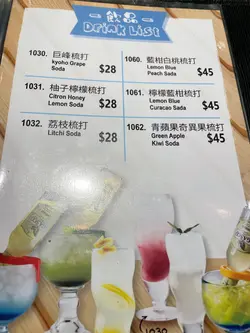 飲品
Drink List
1030. 巨峰梳打
kyoho Grape
Soda
$28
1031. 柚子檸檬梳打
Citron Honey
Lemon Soda
$28
1032. 荔枝梳打
Litchi Soda
$28
1060. 藍柑白桃梳打
Lemon Blue
Peach Sada
$45
1061. 檸檬藍柑梳打
Lemon Blue
Curacao Sada
$45
1062. 青蘋果奇異果梳打
Green Apple
Kiwi Soda
$45
1030